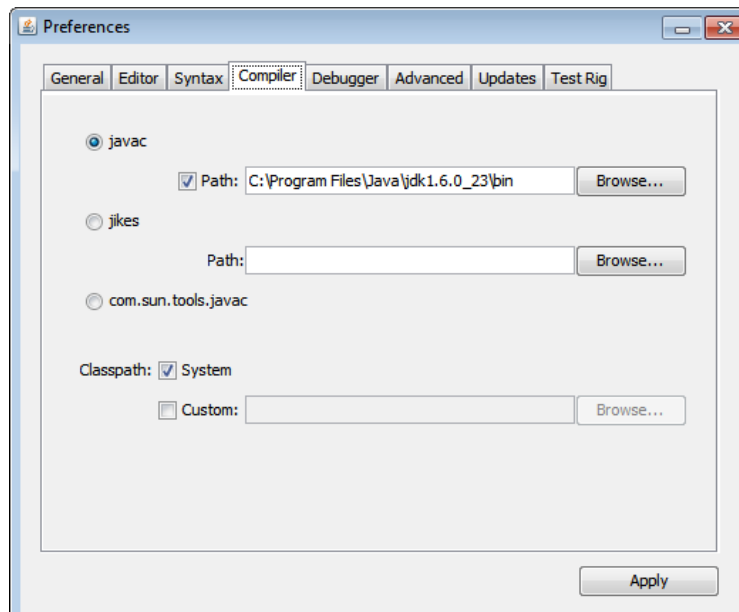 Preferences
General Editor Syntax Compiler Debugger Advanced Updates Test Rig
javac
Path: C:\Program Files\Java\jdk1.6.0_23\bin Browse...
jikes
Path: Browse...
com.sun.tools.javac
Classpath: System
Custom: Browse...
Apply